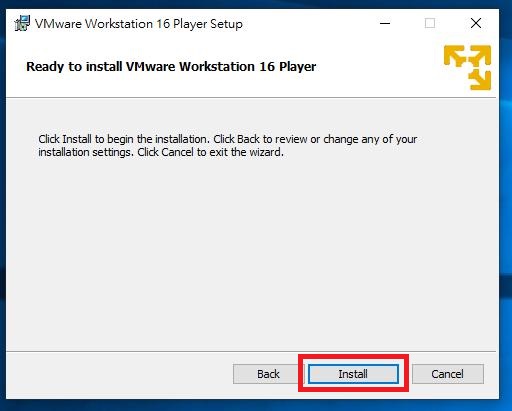 VMware Workstation 16 Player Setup
Ready to install VMware Workstation 16 Player
Click Install to begin the installation. Click Back to review or change any of your
installation settings. Click Cancel to exit the wizard.
Back Install Cancel